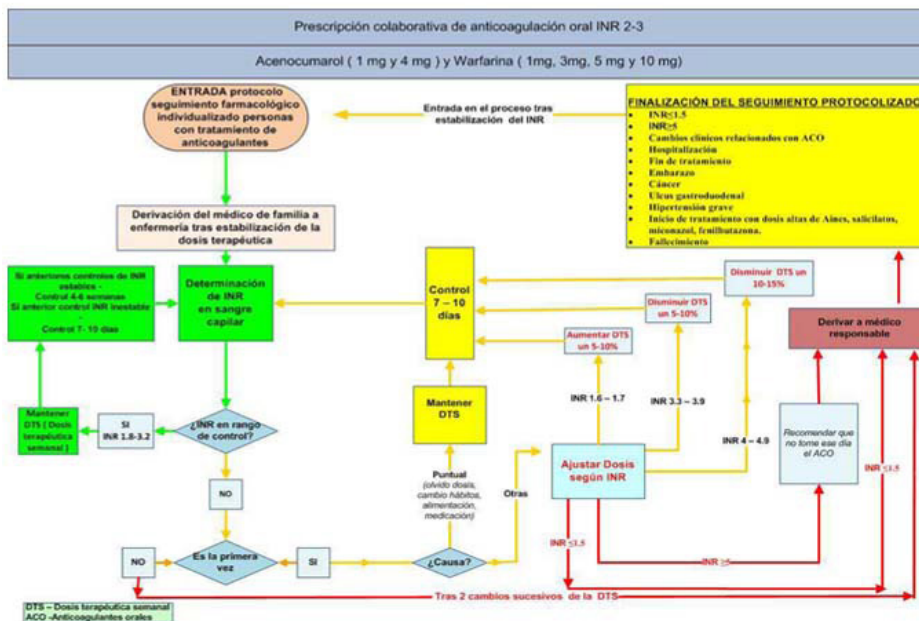 Prescripción colaborativa de anticoagulación oral INR 2-3
Acenocumarol ( 1 mg y 4 mg ) y Warfarina ( 1mg, 3mg, 5 mg y 10 mg)
ENTRADA protocolo
seguimiento farmacológico
individualizado personas
con tratamiento de
anticoagulantes
Entrada en el proceso tras
estabilización del INR
FINALIZACIÓN DEL SEGUIMIENTO PROTOCOLIZADO
• INR≤1.5
• INR≥5
• Cambios clínicos relacionados con ACO
• Hospitalización
• Fin de tratamiento
• Embarazo
• Cáncer
• Ulcus gastroduodenal
• Hipertensión grave
• Inicio de tratamiento con dosis altas de Aines, salicilatos,
miconazol, fenilbutazona.
• Fallecimiento
Derivación del médico de familia a
enfermería tras estabilización de la
dosis terapéutica
Si anteriores controles de INR
estables -
Control 4-6 semanas
Si anterior control INR inestable
-
Control 7- 10 dias
Determinación
de INR
en sangre
capilar
Control
7 – 10
días
Disminuir DTS un
10-15%
Disminuir DTS
un 5-10%
Aumentar DTS
un 5-10%
Derivar a médico
responsable
Mantener
DTS ( Dosis
terapéutica
semanal )
SI
INR 1.8-3.2
¿INR en rango
de control?
Mantener
DTS
INR 1.6 – 1.7
INR 3.3 – 3.9
INR 4 – 4.9
Recomendar que
no tome ese día
el ACO
INR ≤1.5
Puntual
(olvido dosis,
cambio hábitos,
alimentación,
medicación)
Otras
Ajustar Dosis
según INR
NO
NO
Es la primera
vez
SI
¿Causa?
INR ≤1.5
INR ≥5
Tras 2 cambios sucesivos de la DTS
DTS – Dosis terapéutica semanal
ACO -Anticoagulantes orales